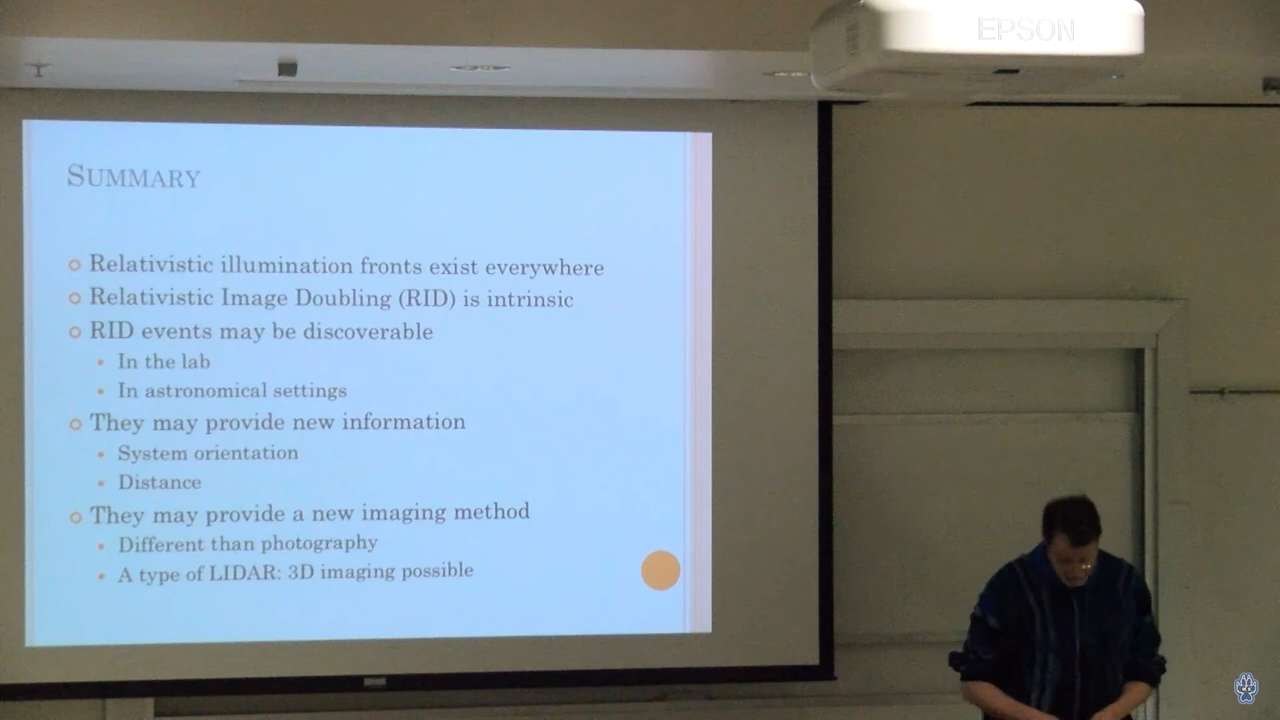 EPSON
SUMMARY
Relativistic illumination fronts exist everywhere
Relativistic Image Doubling (RID) is intrinsic
RID events may be discoverable
In the lab
In astronomical settings
They may provide new information
System orientation
Distance
They may provide a new imaging method
Different than photography
A type of LIDAR: 3D imaging possible